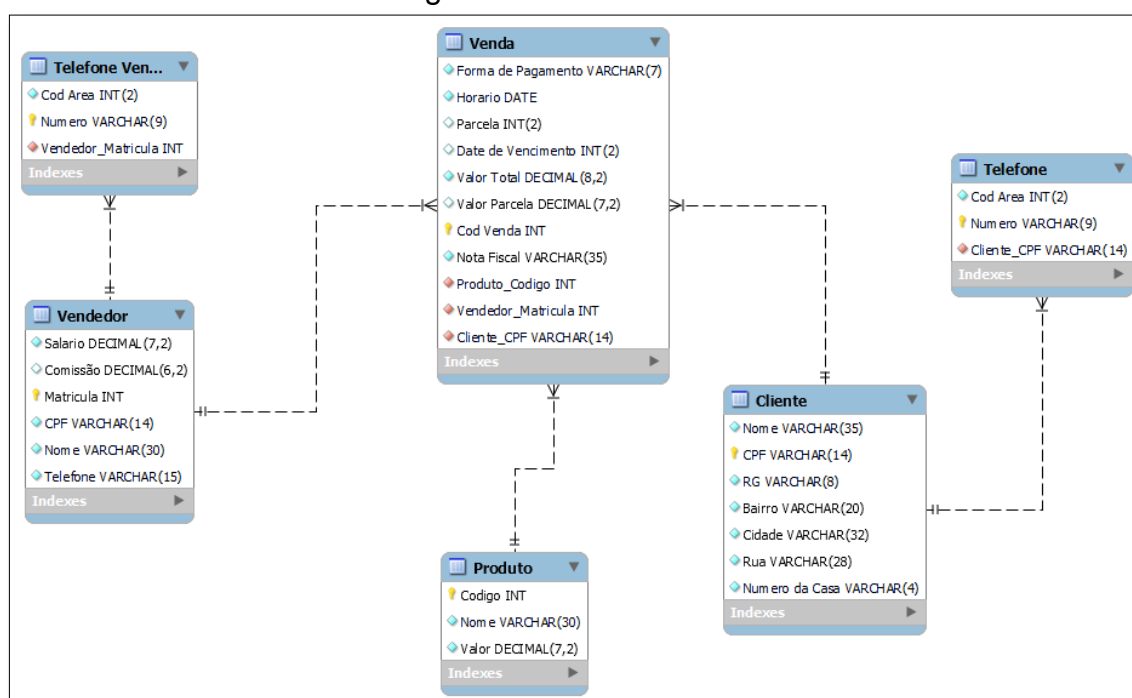 Telefone Ven...
Cod Area INT(2)
Numero VARCHAR(9)
Vendedor_Matricula INT
Indexes
Venda
Forma de Pagamento VARCHAR(7)
Horario DATE
Parcela INT(2)
Date de Vencimento INT(2)
Valor Total DECIMAL(8,2)
Valor Parcela DECIMAL(7,2)
Cod Venda INT
Nota Fiscal VARCHAR(35)
Produto_Codigo INT
Vendedor_Matricula INT
Cliente_CPF VARCHAR(14)
Indexes
Telefone
Cod Area INT(2)
Numero VARCHAR(9)
Cliente_CPF VARCHAR(14)
Indexes
Vendedor
Salario DECIMAL(7,2)
Comissão DECIMAL(6,2)
Matricula INT
CPF VARCHAR(14)
Nome VARCHAR(30)
Telefone VARCHAR(15)
Indexes
Cliente
Nome VARCHAR(35)
CPF VARCHAR(14)
RG VARCHAR(8)
Bairro VARCHAR(20)
Cidade VARCHAR(32)
Rua VARCHAR(28)
Numero da Casa VARCHAR(4)
Indexes
Produto
Codigo INT
Nome VARCHAR(30)
Valor DECIMAL(7,2)
Indexes